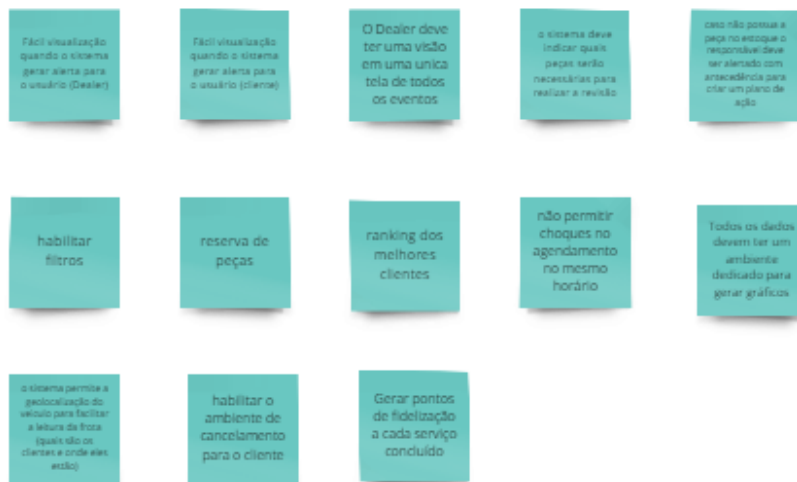 Fácil visualização
quando o sistema
gerar alerta para
o usuário (Dealer)
Fácil visualização
quando o sistema
gerar alerta para
o usuário (cliente)
O Dealer deve
ter uma visão
em uma unica
tela de todos
os eventos
o sistema deve
indicar quais
peças serão
necessárias para
realizar a revisão
caso não possua a
peça no estoque o
responsável deve
ser alertado com
antecedência para
criar um plano de
ação
habilitar
filtros
reserva de
peças
ranking dos
melhores
clientes
não permitir
choques no
agendamento
no mesmo
horário
Todos os dados
devem ter um
ambiente
dedicado para
gerar gráficos
o sistema permite a
geolocalização do
veículo para facilitar
a leitura da frota
(quais são os
clientes e onde eles
estão)
habilitar o
ambiente de
cancelamento
para o cliente
Gerar pontos
de fidelização
a cada serviço
concluído